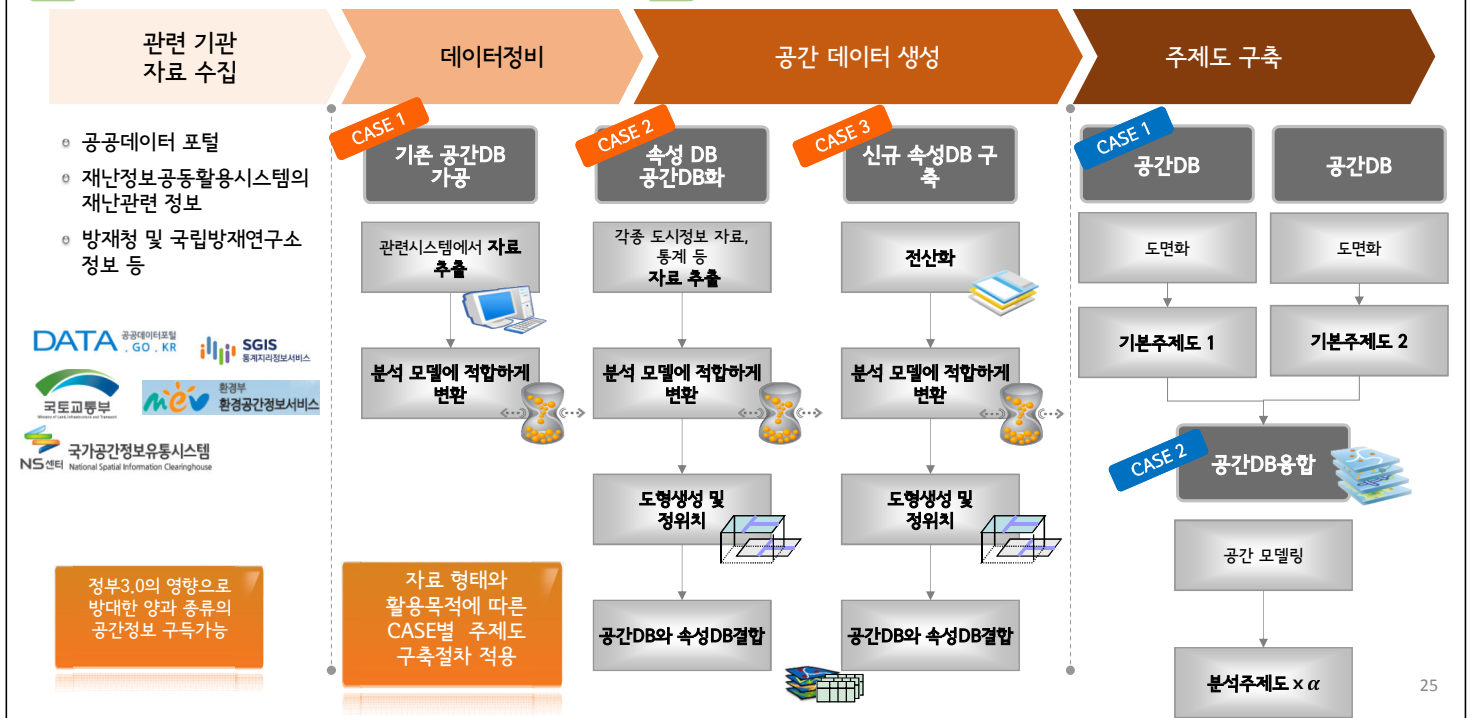 관련 기관
자료 수집
데이터정비
공간 데이터 생성
주제도 구축
공공데이터 포털
재난정보공동활용시스템의
재난관련 정보
방재청 및 국립방재연구소
정보 등
DATA 공공데이터포털
. GO . KR
SGIS
통계지리정보서비스
국토교통부
Ministry of Land, Infrastructure and Transport
mev 환경부
환경공간정보서비스
NS센터 국가공간정보유통시스템
National Spatial Information Clearinghouse
정부3.0의 영향으로
방대한 양과 종류의
공간정보 구득가능
CASE 1
기존 공간DB
가공
관련시스템에서 자료
추출
분석 모델에 적합하게
변환
자료 형태와
활용목적에 따른
CASE별 주제도
구축절차 적용
CASE 2
속성 DB
공간DB화
각종 도시정보 자료,
통계 등
자료 추출
분석 모델에 적합하게
변환
도형생성 및
정위치
공간DB와 속성DB결합
CASE 3
신규 속성DB 구
축
전산화
분석 모델에 적합하게
변환
도형생성 및
정위치
공간DB와 속성DB결합
CASE 1
공간DB
공간DB
도면화
도면화
기본주제도 1
기본주제도 2
CASE 2
공간DB융합
공간 모델링
분석주제도 x α
25